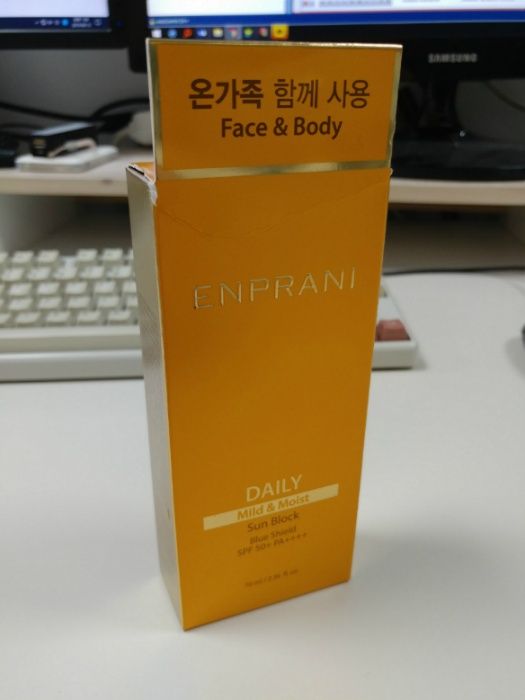 SAMSUNG
온가족 함께 사용
Face & Body
ENPRANI
DAILY
Mild & Moist
Sun Block
Blue Shield
SPF 50+ PA++++